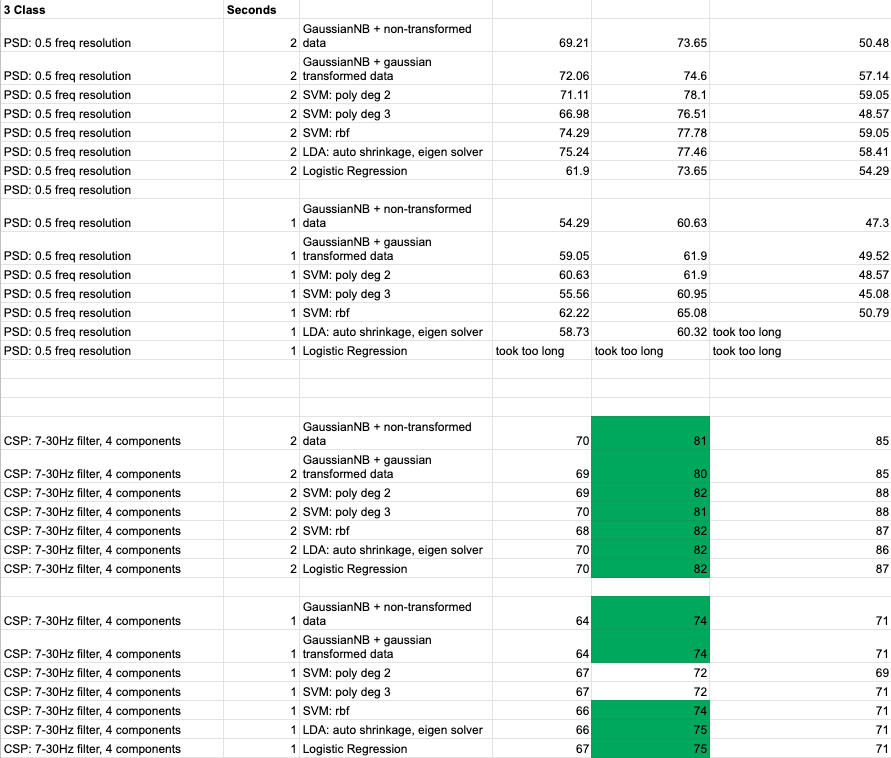 3 Class Seconds
GaussianNB + non-transformed
PSD: 0.5 freq resolution 2 data 69.21 73.65 50.48
GaussianNB + gaussian
PSD: 0.5 freq resolution 2 transformed data 72.06 74.6 57.14
PSD: 0.5 freq resolution 2 SVM: poly deg 2 71.11 78.1 59.05
PSD: 0.5 freq resolution 2 SVM: poly deg 3 66.98 76.51 48.57
PSD: 0.5 freq resolution 2 SVM: rbf 74.29 77.78 59.05
PSD: 0.5 freq resolution 2 LDA: auto shrinkage, eigen solver 75.24 77.46 58.41
PSD: 0.5 freq resolution 2 Logistic Regression 61.9 73.65 54.29
PSD: 0.5 freq resolution
GaussianNB + non-transformed
PSD: 0.5 freq resolution 1 data 54.29 60.63 47.3
GaussianNB + gaussian
PSD: 0.5 freq resolution 1 transformed data 59.05 61.9 49.52
PSD: 0.5 freq resolution 1 SVM: poly deg 2 60.63 61.9 48.57
PSD: 0.5 freq resolution 1 SVM: poly deg 3 55.56 60.95 45.08
PSD: 0.5 freq resolution 1 SVM: rbf 62.22 65.08 50.79
PSD: 0.5 freq resolution 1 LDA: auto shrinkage, eigen solver 58.73 60.32 took too long
PSD: 0.5 freq resolution 1 Logistic Regression took too long took too long took too long
GaussianNB + non-transformed
CSP: 7-30Hz filter, 4 components 2 data 70 81 85
GaussianNB + gaussian
CSP: 7-30Hz filter, 4 components 2 transformed data 69 80 85
CSP: 7-30Hz filter, 4 components 2 SVM: poly deg 2 69 82 88
CSP: 7-30Hz filter, 4 components 2 SVM: poly deg 3 70 81 88
CSP: 7-30Hz filter, 4 components 2 SVM: rbf 68 82 87
CSP: 7-30Hz filter, 4 components 2 LDA: auto shrinkage, eigen solver 70 82 86
CSP: 7-30Hz filter, 4 components 2 Logistic Regression 70 82 87
GaussianNB + non-transformed
CSP: 7-30Hz filter, 4 components 1 data 64 74 71
GaussianNB + gaussian
CSP: 7-30Hz filter, 4 components 1 transformed data 64 74 71
CSP: 7-30Hz filter, 4 components 1 SVM: poly deg 2 67 72 69
CSP: 7-30Hz filter, 4 components 1 SVM: poly deg 3 67 72 71
CSP: 7-30Hz filter, 4 components 1 SVM: rbf 66 74 71
CSP: 7-30Hz filter, 4 components 1 LDA: auto shrinkage, eigen solver 66 75 71
CSP: 7-30Hz filter, 4 components 1 Logistic Regression 67 75 71